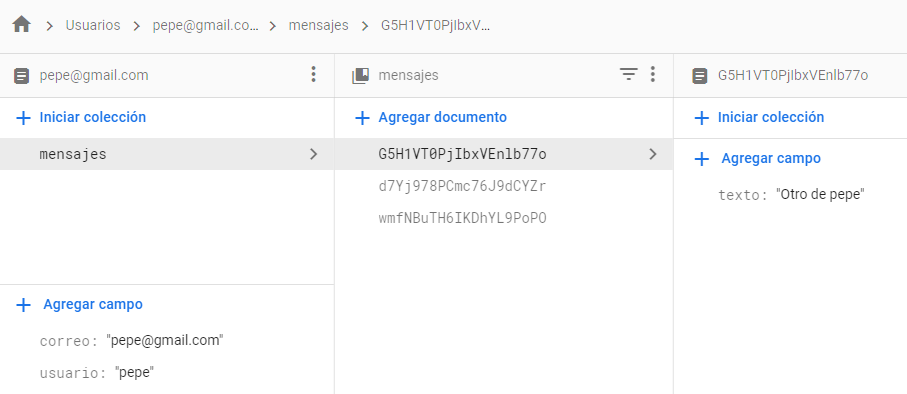 Usuarios > pepe@gmail.co... > mensajes > G5H1VT0PjIbxV...
pepe@gmail.com
mensajes
G5H1VT0PjIbxVEnlb77o
Iniciar colección
Agregar documento
Iniciar colección
mensajes
G5H1VT0PjIbxVEnlb77o
Agregar campo
d7Yj978PCmc76J9dCYZr
texto: "Otro de pepe"
wmfNBuTH6IKDhYL9PoPO
Agregar campo
correo: "pepe@gmail.com"
usuario: "pepe"